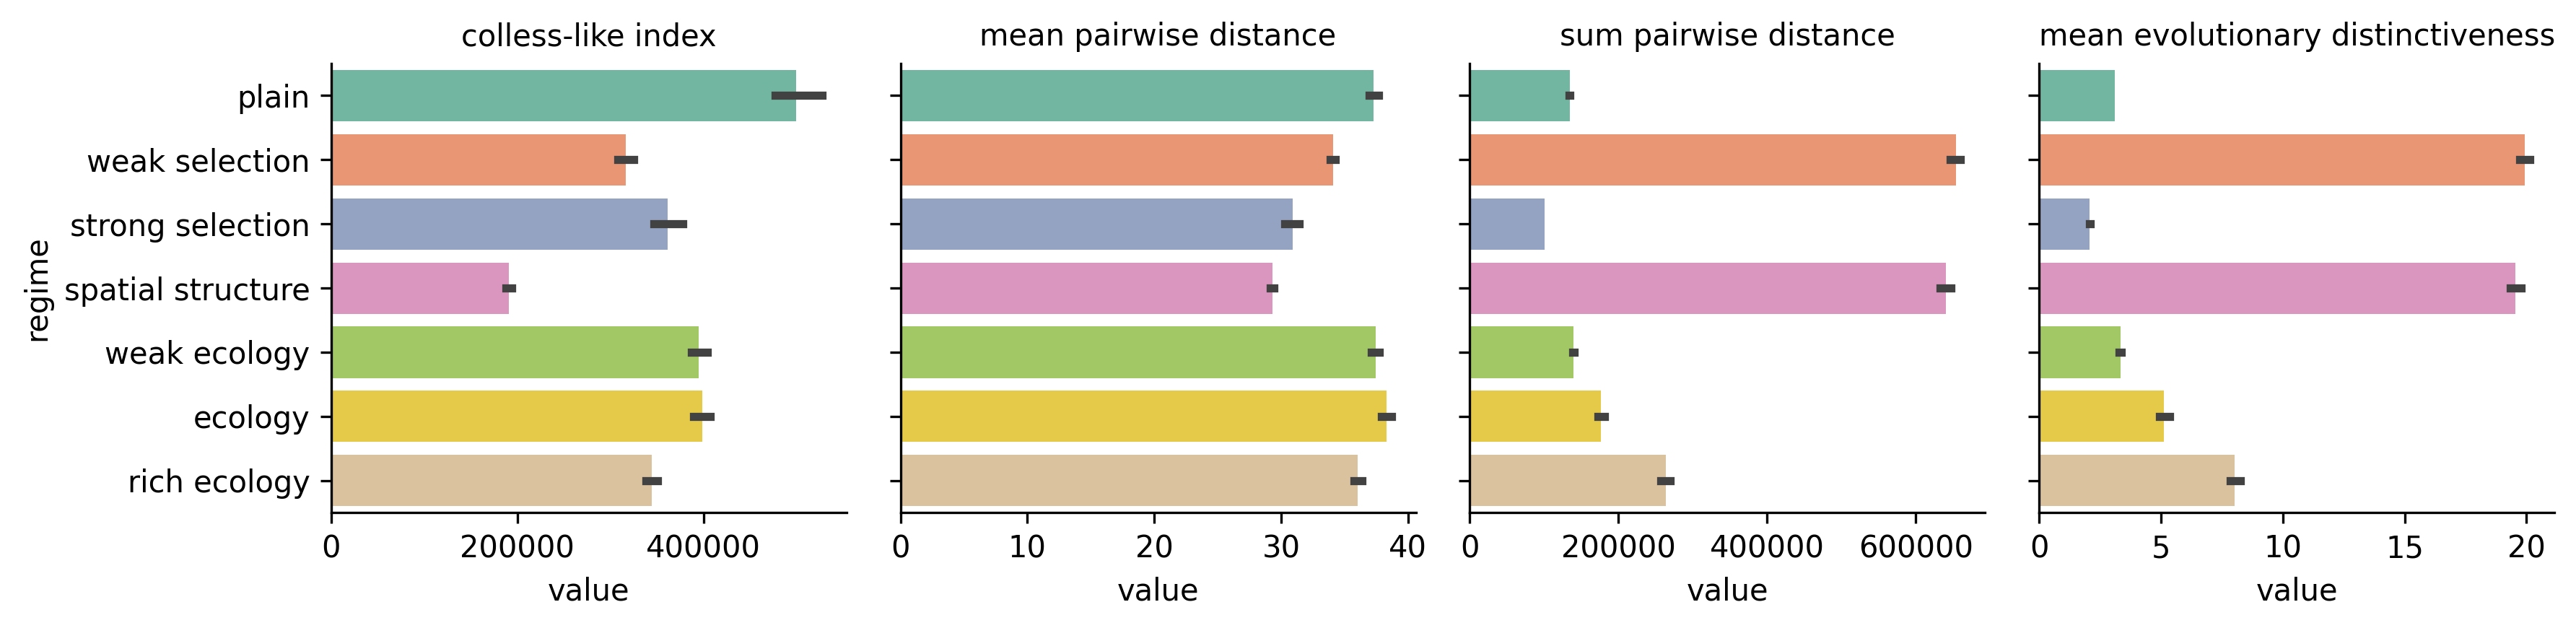 colless-like index
mean pairwise distance
sum pairwise distance
mean evolutionary distinctiveness
regime
plain
weak selection
strong selection
spatial structure
weak ecology
ecology
rich ecology
0 200000 400000
0 10 20 30 40
0 200000 400000 600000
0 5 10 15 20
value
value
value
value